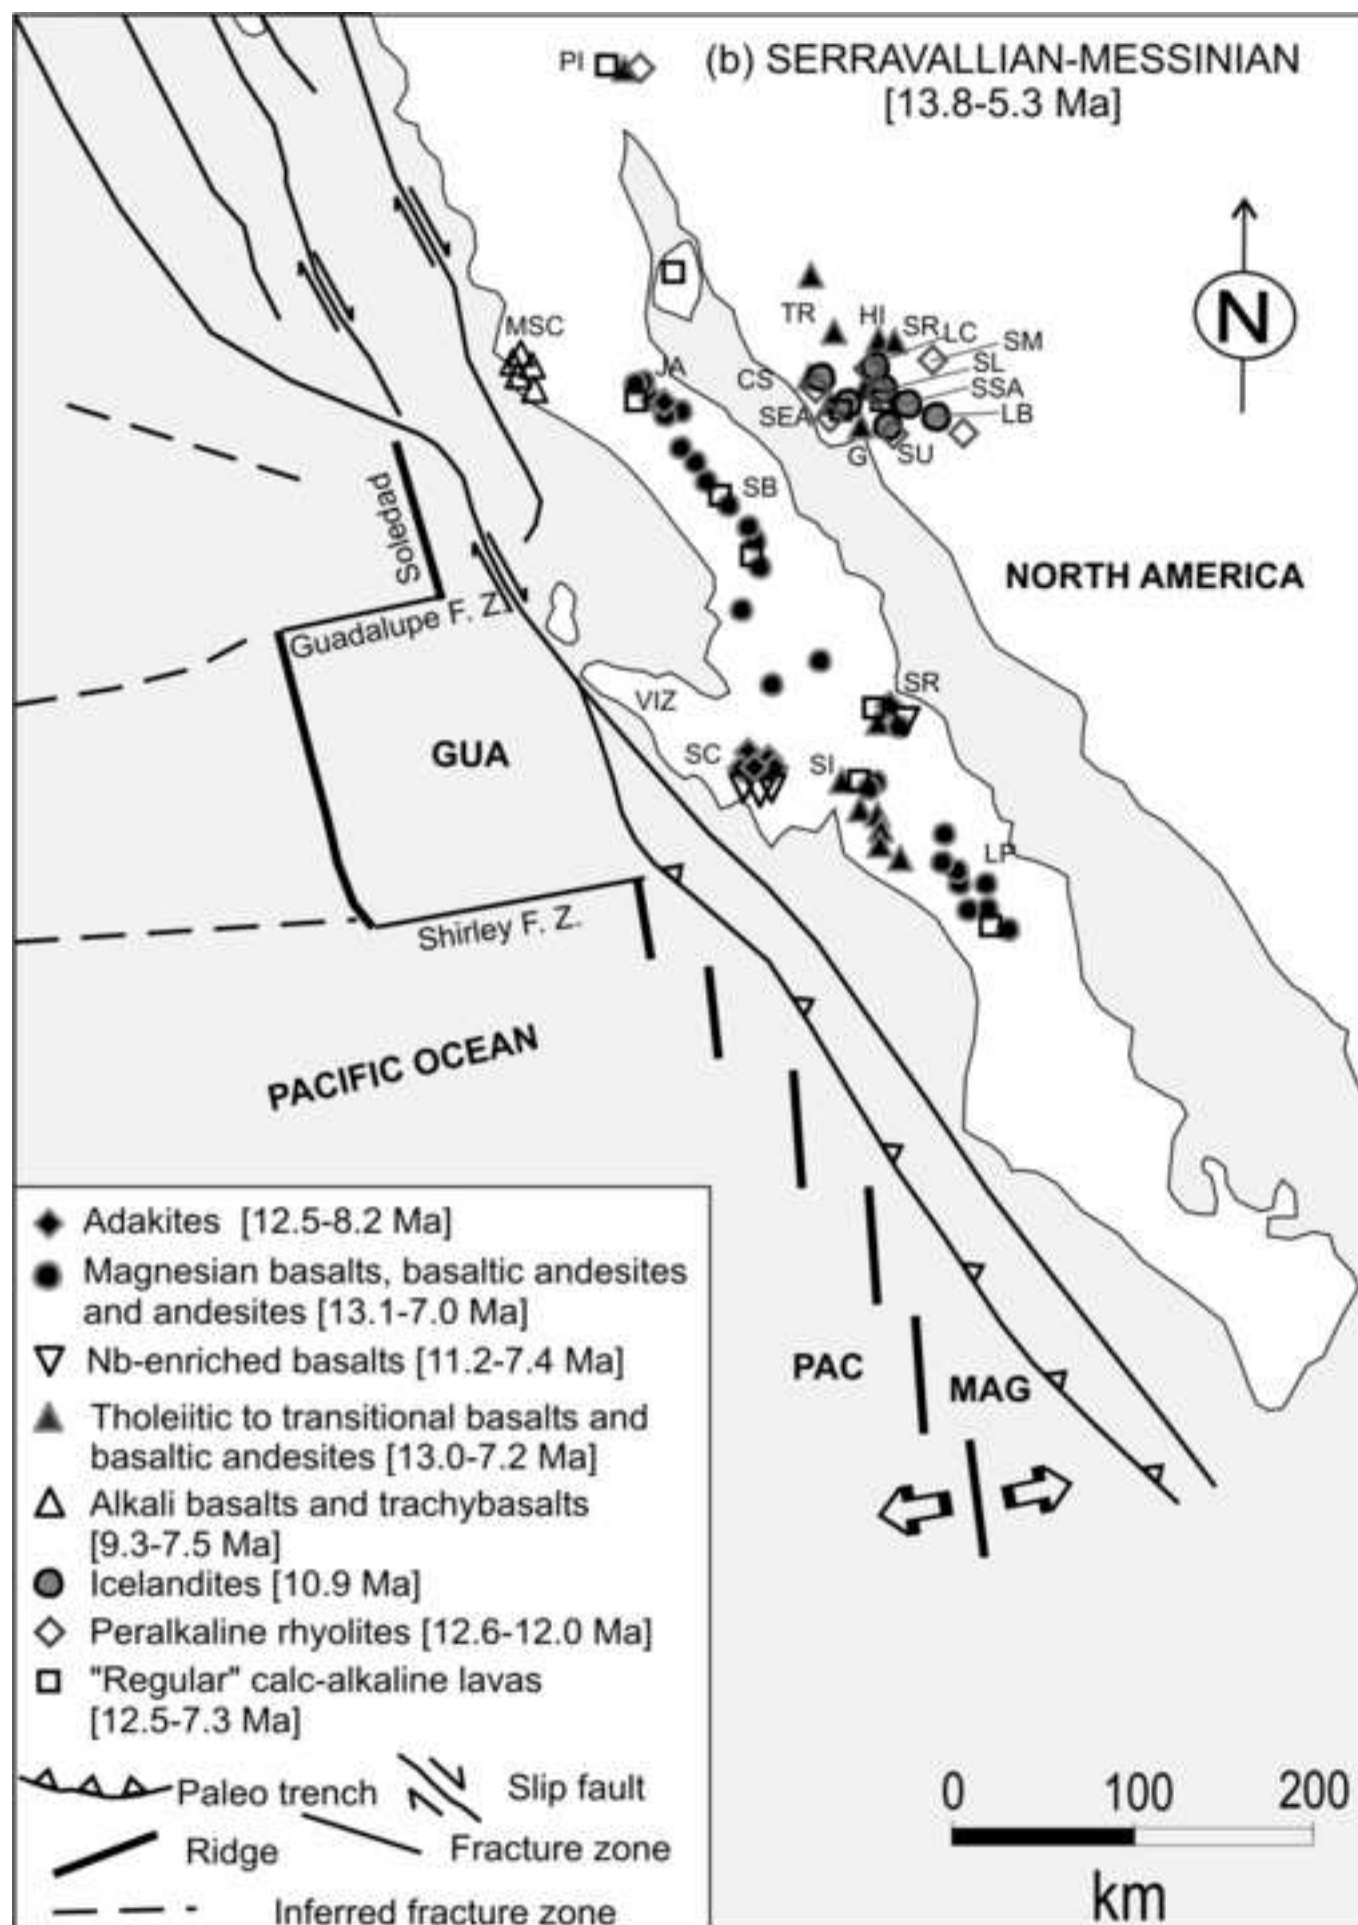 PI
(b) SERRAVALLIAN-MESSINIAN
[13.8-5.3 Ma]
N
MSC
TR
HI
SR
LC
SM
SL
SSA
LB
CS
SEA
G
SU
JA
SB
NORTH AMERICA
Soledad
Guadalupe F. Z.
VIZ
GUA
SC
SR
SI
LP
Shirley F. Z.
PACIFIC OCEAN
PAC
MAG
Adakites [12.5-8.2 Ma]
Magnesian basalts, basaltic andesites
and andesites [13.1-7.0 Ma]
Nb-enriched basalts [11.2-7.4 Ma]
Tholeiitic to transitional basalts and
basaltic andesites [13.0-7.2 Ma]
Alkali basalts and trachybasalts
[9.3-7.5 Ma]
Icelandites [10.9 Ma]
Peralkaline rhyolites [12.6-12.0 Ma]
"Regular" calc-alkaline lavas
[12.5-7.3 Ma]
Paleo trench
Slip fault
Ridge
Fracture zone
Inferred fracture zone
0 100 200
km